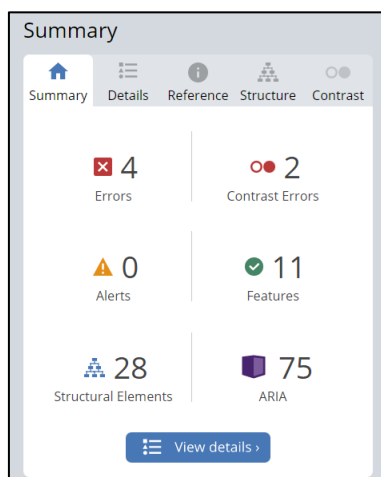 Summary
Summary Details Reference Structure Contrast
4 2
Errors Contrast Errors
0 11
Alerts Features
28 75
Structural Elements ARIA
View details ›